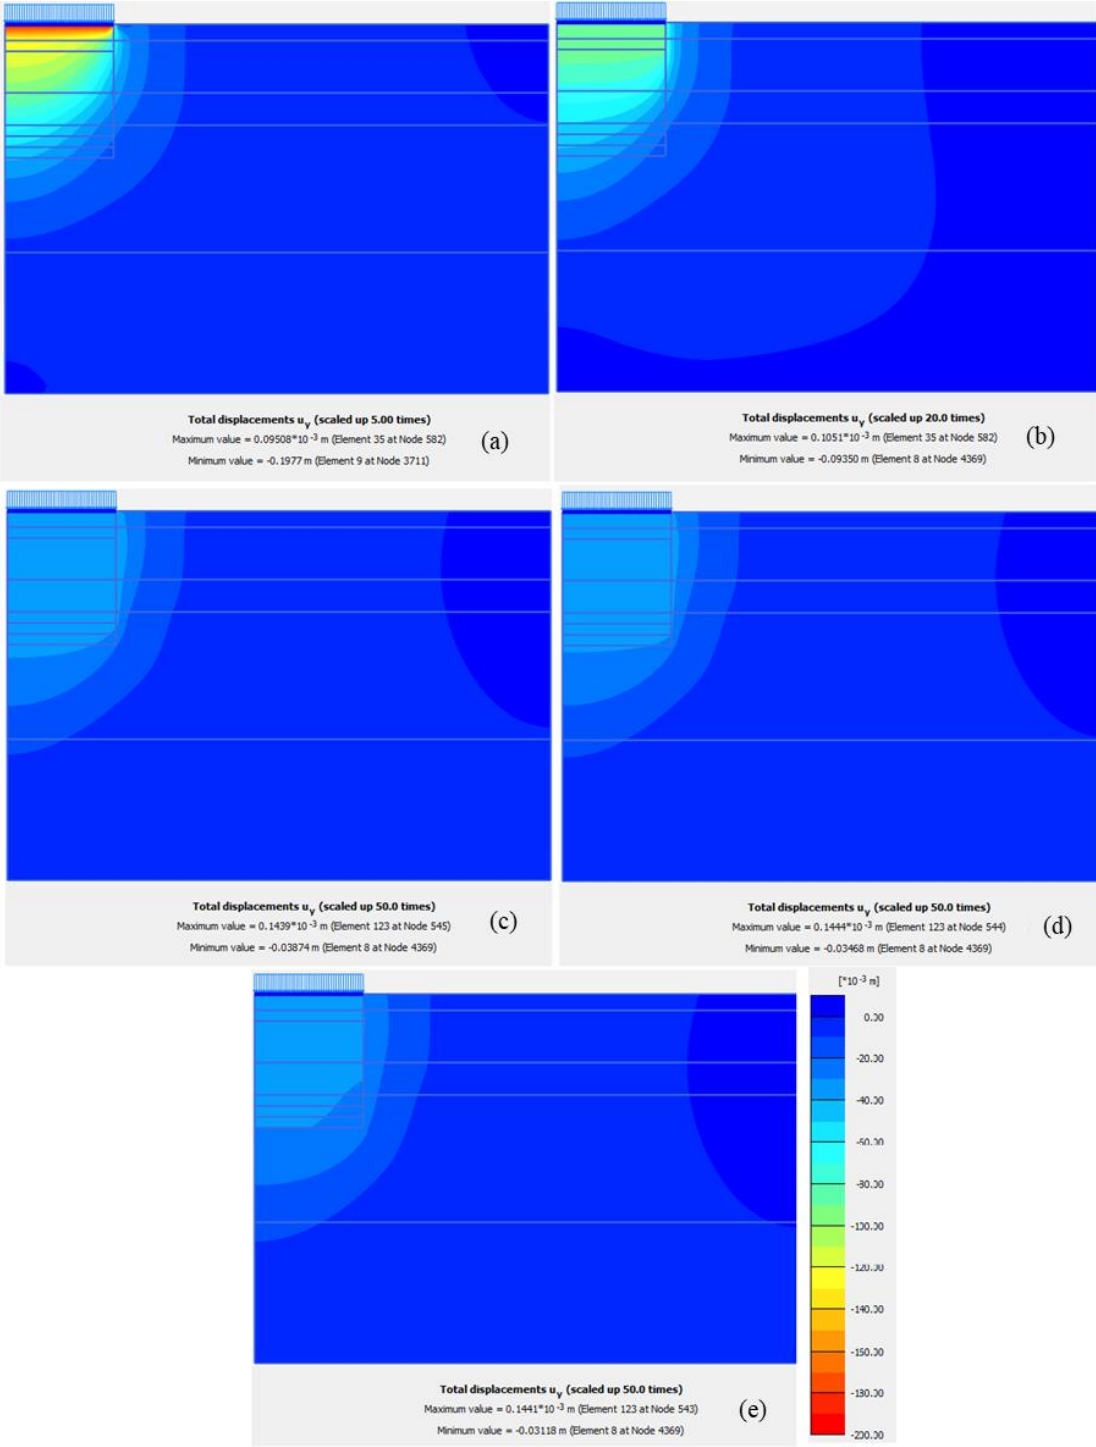 Total displacements uy (scaled up 5.00 times)
Maximum value = 0.09508*10 -3 m (Element 35 at Node 582)
Minimum value = -0.1977 m (Element 9 at Node 3711)
(a)
Total displacements uy (scaled up 20.0 times)
Maximum value = 0.1051*10 -3 m (Element 35 at Node 582)
Minimum value = -0.09350 m (Element 8 at Node 4369)
(b)
Total displacements uy (scaled up 50.0 times)
Maximum value = 0.1439*10 -3 m (Element 123 at Node 545)
Minimum value = -0.03874 m (Element 8 at Node 4369)
(c)
Total displacements uy (scaled up 50.0 times)
Maximum value = 0.1444*10 -3 m (Element 123 at Node 544)
Minimum value = -0.03468 m (Element 8 at Node 4369)
(d)
[*10 -3 m]
0.00
-20.00
-40.00
-60.00
-80.00
-100.00
-120.00
-140.00
-160.00
-180.00
-200.00
Total displacements uy (scaled up 50.0 times)
Maximum value = 0.1441*10 -3 m (Element 123 at Node 543)
Minimum value = -0.03118 m (Element 8 at Node 4369)
(e)